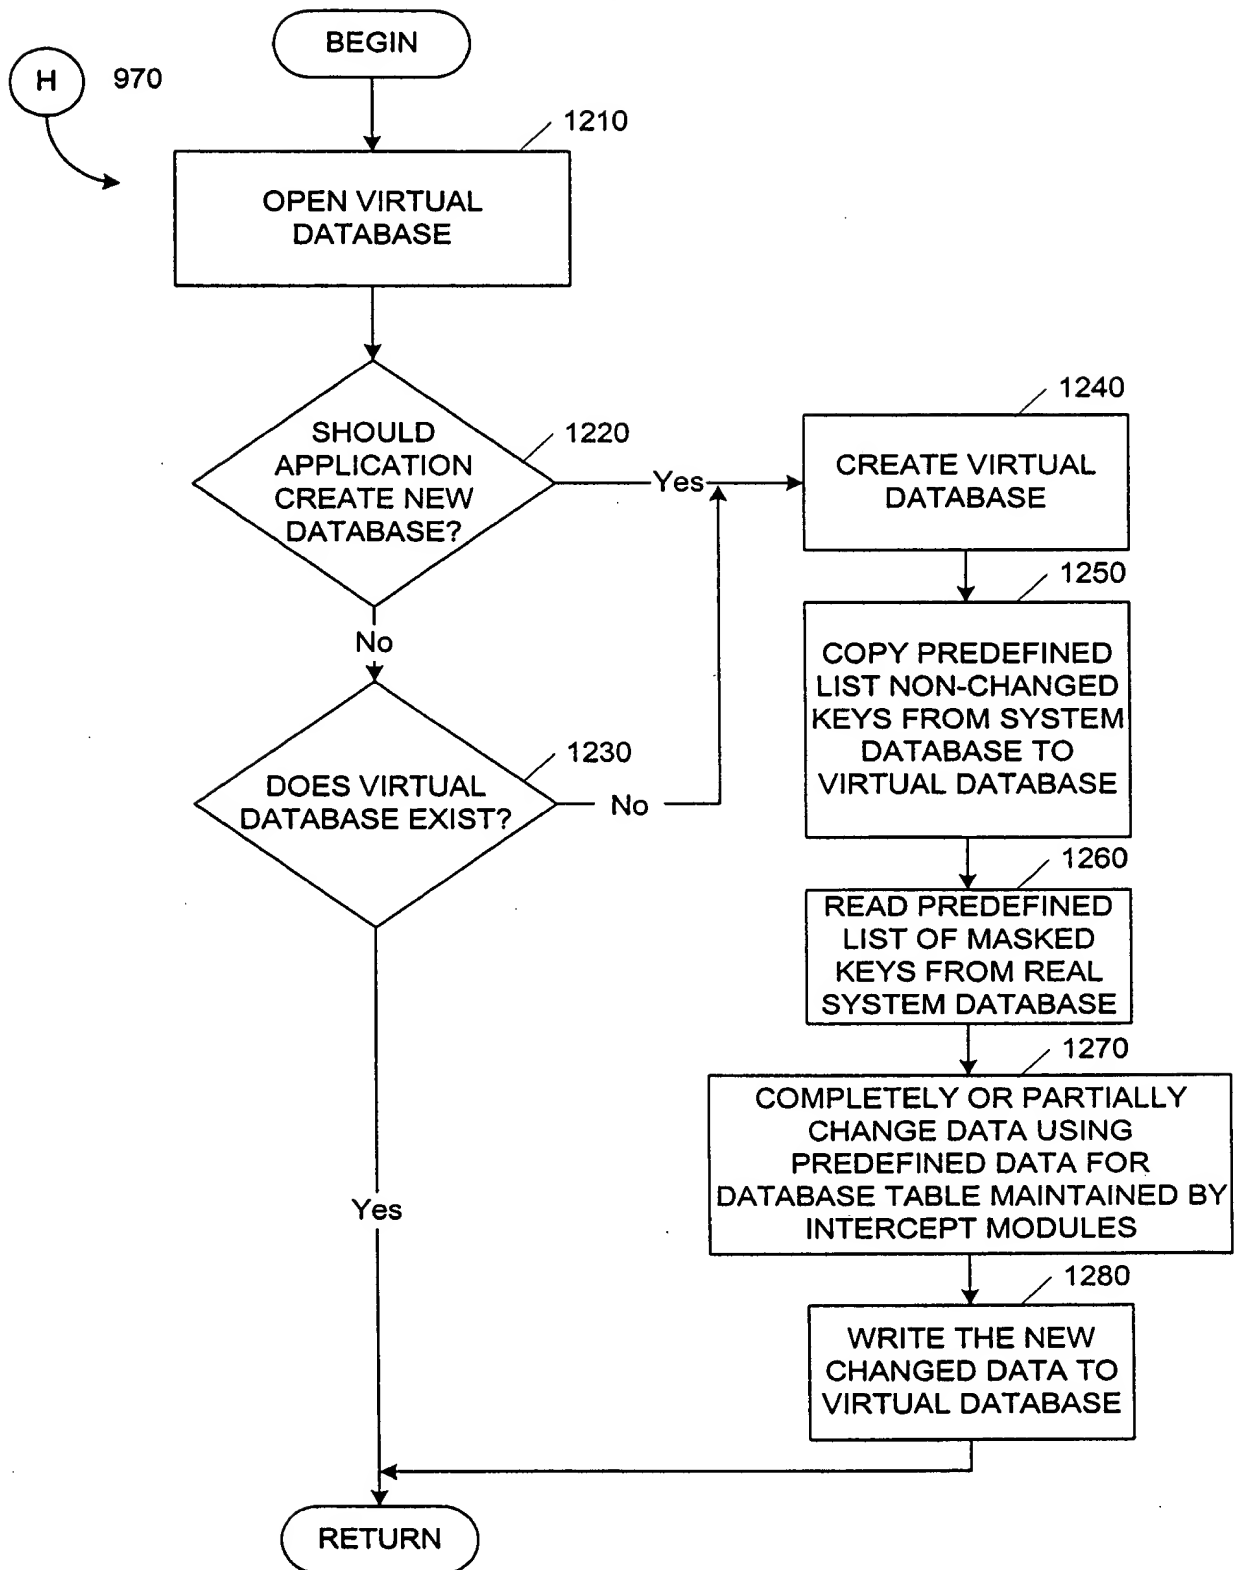 BEGIN
H
970
1210
OPEN VIRTUAL
DATABASE
1220
SHOULD
APPLICATION
CREATE NEW
DATABASE?
Yes
1240
CREATE VIRTUAL
DATABASE
No
1250
COPY PREDEFINED
LIST NON-CHANGED
KEYS FROM SYSTEM
DATABASE TO
VIRTUAL DATABASE
1230
DOES VIRTUAL
DATABASE EXIST?
No
1260
READ PREDEFINED
LIST OF MASKED
KEYS FROM REAL
SYSTEM DATABASE
1270
COMPLETELY OR PARTIALLY
CHANGE DATA USING
PREDEFINED DATA FOR
DATABASE TABLE MAINTAINED BY
INTERCEPT MODULES
Yes
1280
WRITE THE NEW
CHANGED DATA TO
VIRTUAL DATABASE
RETURN